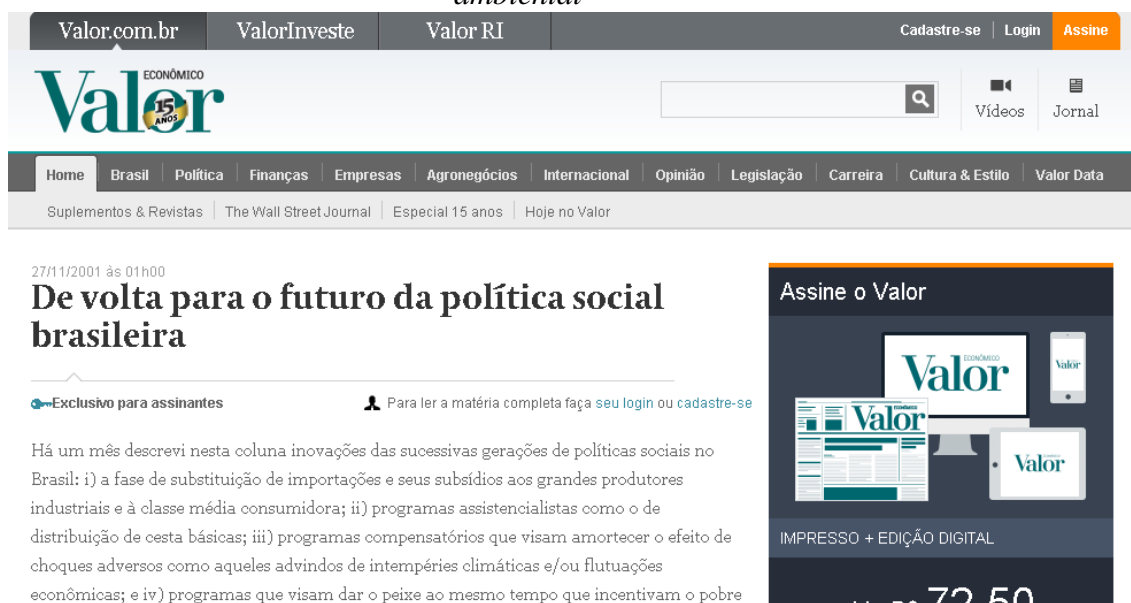 ambiental
Valor.com.br ValorInveste Valor RI Cadastre-se Login Assine
Valor ECONÔMICO 15 ANOS
Vídeos Jornal
Home Brasil Política Finanças Empresas Agronegócios Internacional Opinião Legislação Carreira Cultura & Estilo Valor Data
Suplementos & Revistas The Wall Street Journal Especial 15 anos Hoje no Valor
27/11/2001 às 01h00
De volta para o futuro da política social
brasileira
Exclusivo para assinantes Para ler a matéria completa faça seu login ou cadastre-se
Há um mês descrevi nesta coluna inovações das sucessivas gerações de políticas sociais no
Brasil: i) a fase de substituição de importações e seus subsídios aos grandes produtores
industriais e à classe média consumidora; ii) programas assistencialistas como o de
distribuição de cesta básicas; iii) programas compensatórios que visam amortecer o efeito de
choques adversos como aqueles advindos de intempéries climáticas e/ou flutuações
econômicas; e iv) programas que visam dar o peixe ao mesmo tempo que incentivam o pobre
Assine o Valor
Valor ECONÔMICO
Valor
Valor
Valor
IMPRESSO + EDIÇÃO DIGITAL
72,50